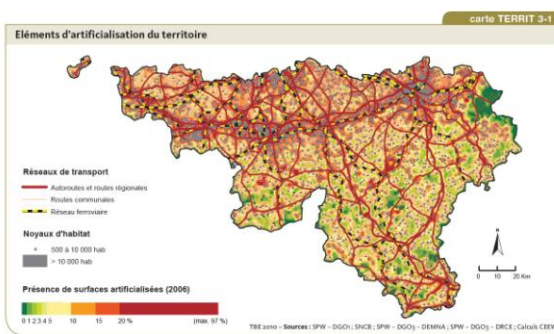 carte TERRIT 3-1
Eléments d'artificialisation du territoire
Réseaux de transport
Autoroutes et routes régionales
Routes communales
Réseau ferroviaire
Noyaux d'habitat
500 à 10 000 hab
> 10 000 hab
Présence de surfaces artificialisées (2006)
0 1 2 3 4 5 10 15 20 % (max. 97 %)
N
0 10 20 Km
TBE 2010 – Sources : SPW – DGO1 ; SNCB ; SPW – DGO3 – DEMNA ; SPW – DGO3 – DRCE ; Calculs